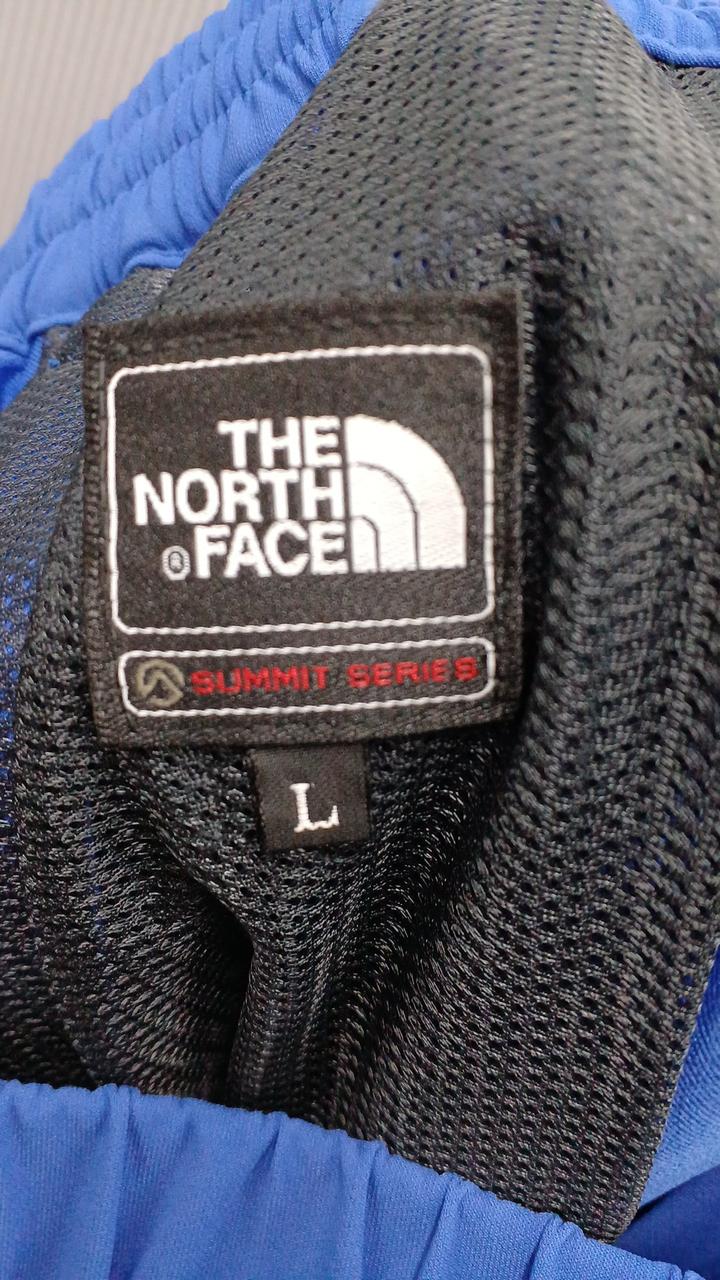 THE
NORTH
® FACE
SUMMIT SERIES
L